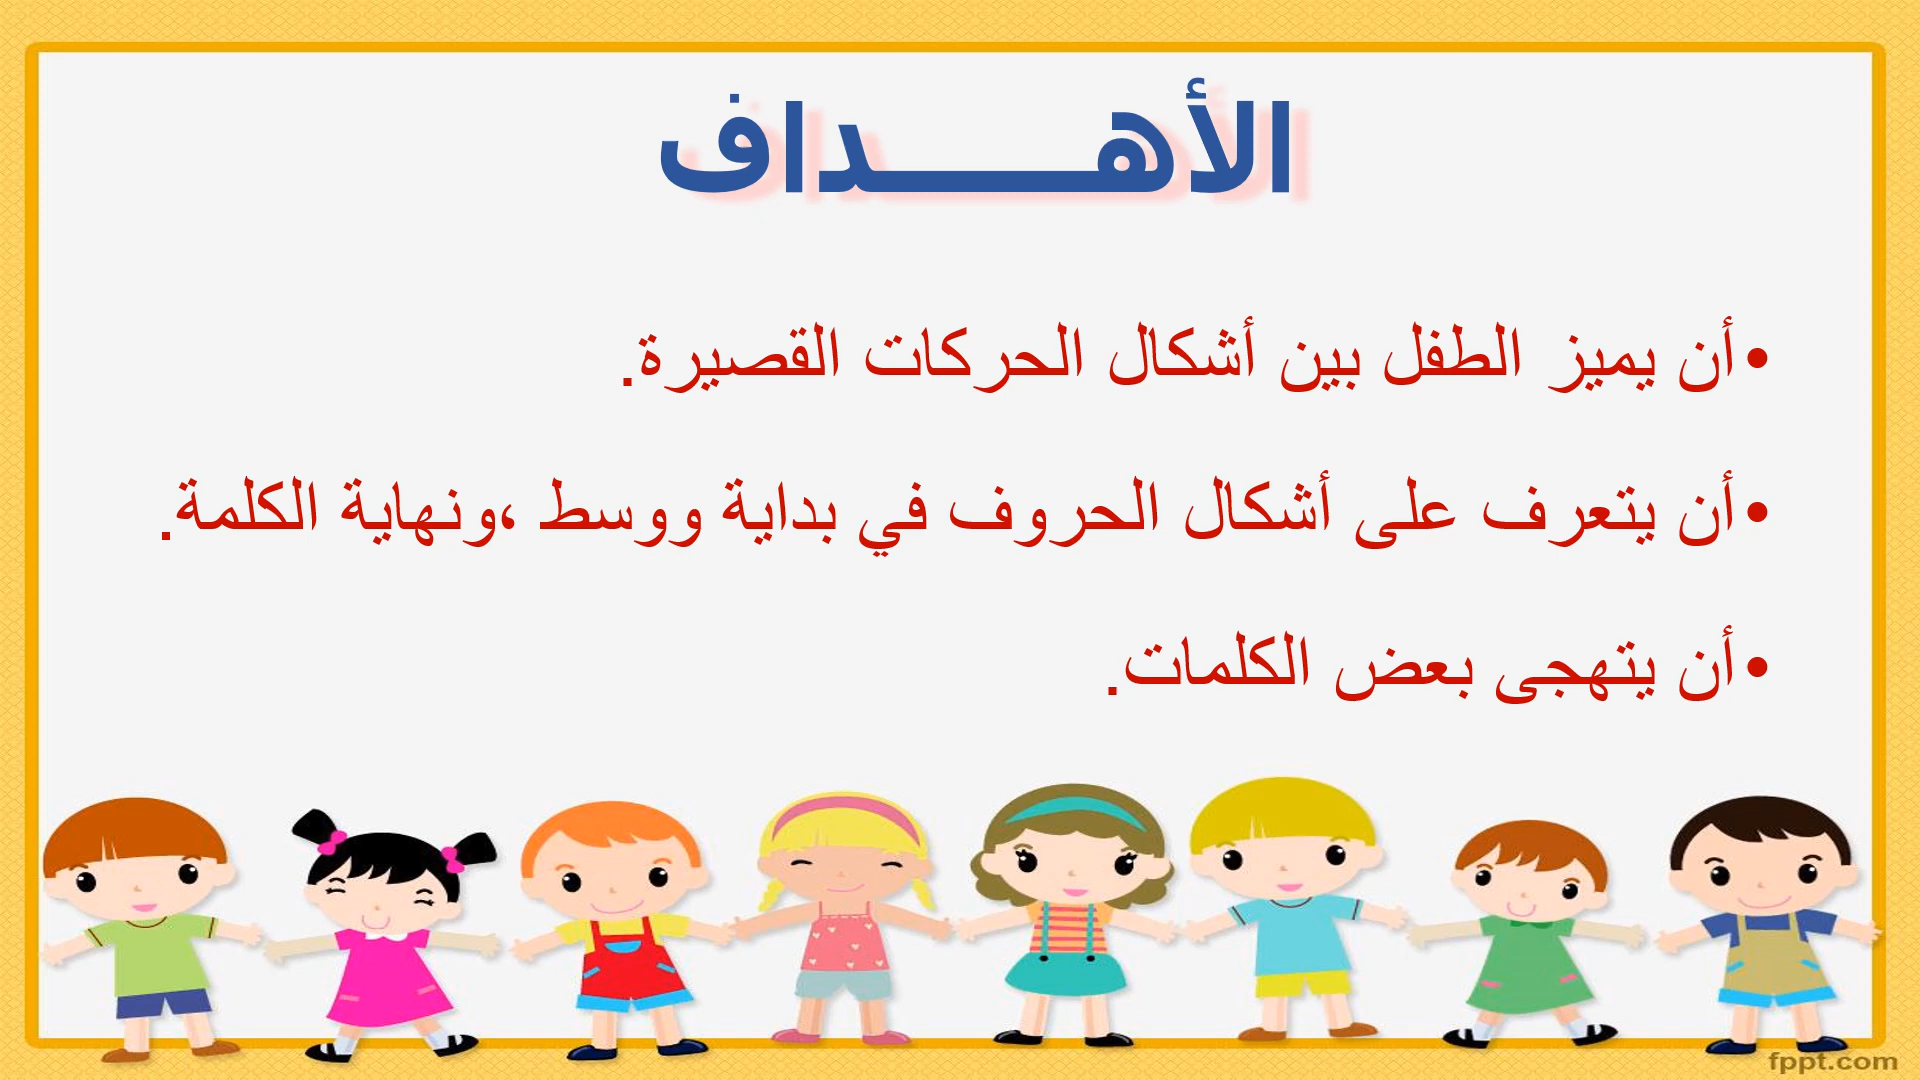 الأهـــــداف
•أن يميز الطفل بين أشكال الحركات القصيرة.
•أن يتعرف على أشكال الحروف في بداية ووسط ،ونهاية الكلمة.
•أن يتهجى بعض الكلمات.
fppt.com